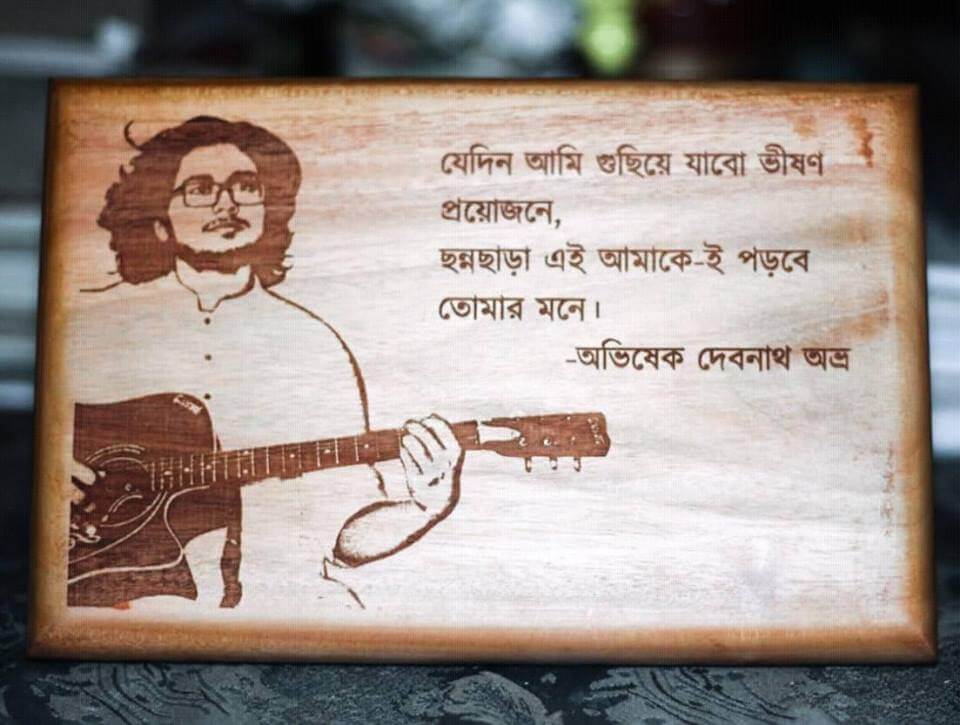 যেদিন আমি গুছিয়ে যাবো ভীষণ
প্রয়োজনে,
ছন্নছাড়া এই আমাকে-ই পড়বে
তোমার মনে।
-অভিষেক দেবনাথ অভ্র